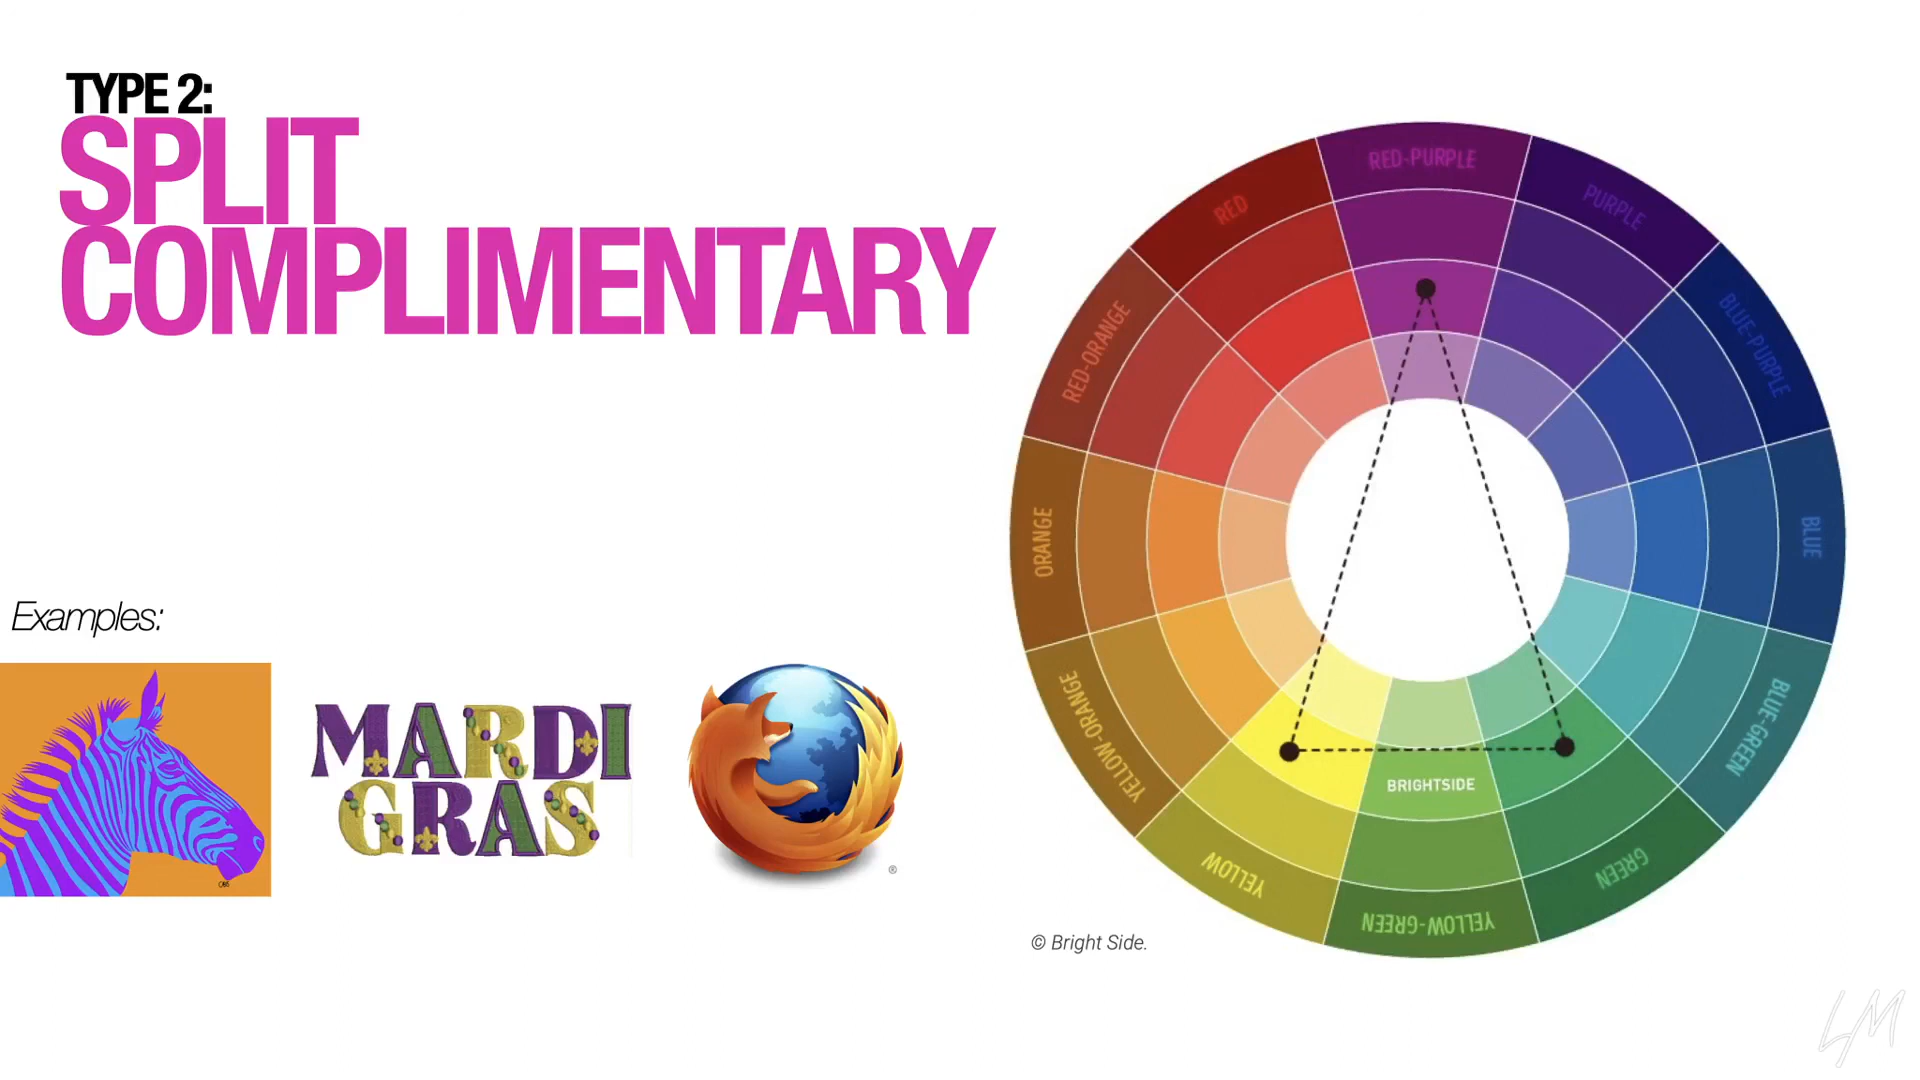 TYPE 2:
SPLIT
COMPLIMENTARY
Examples:
MARDI
GRAS
®
RED-PURPLE
PURPLE
BLUE-PURPLE
BLUE
BLUE-GREEN
GREEN
YELLOW-GREEN
YELLOW
YELLOW-ORANGE
ORANGE
RED-ORANGE
RED
BRIGHTSIDE
© Bright Side.
LM